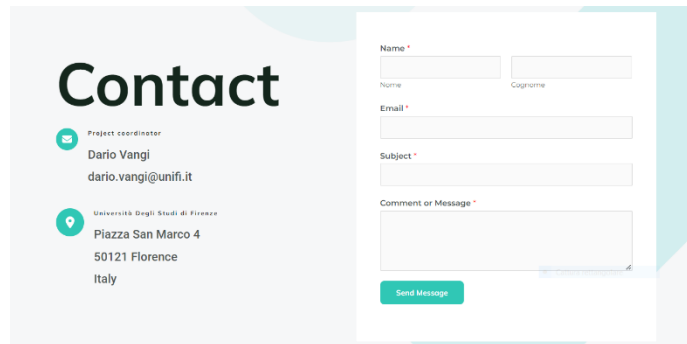 Contact
Project coordinator
Dario Vangi
dario.vangi@unifi.it
Università Degli Studi di Firenze
Piazza San Marco 4
50121 Florence
Italy
Name *
Nome
Cognome
Email *
Subject *
Comment or Message *
Send Message